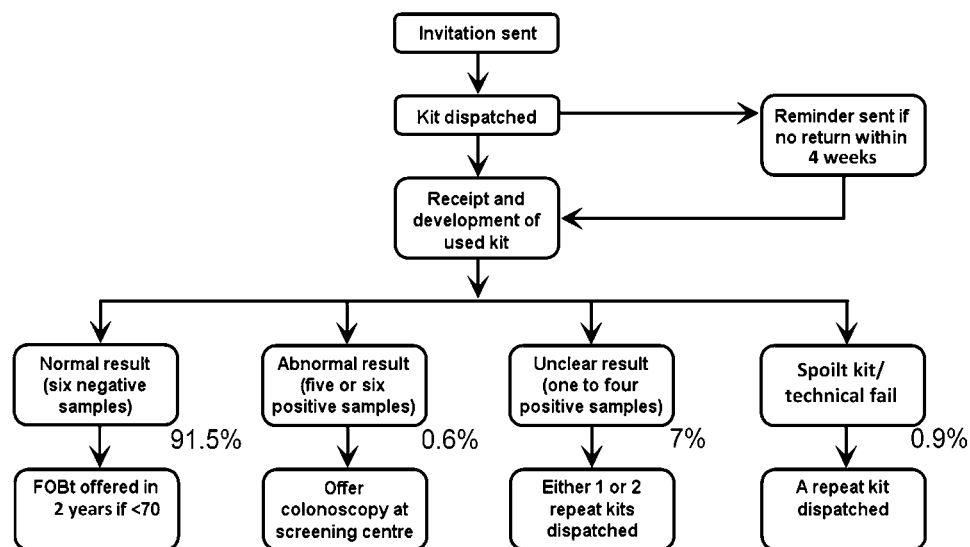 Invitation sent
Kit dispatched
Reminder sent if
no return within
4 weeks
Receipt and
development of
used kit
Normal result
(six negative
samples)
Abnormal result
(five or six
positive samples)
Unclear result
(one to four
positive samples)
Spoilt kit/
technical fail
91.5%
0.6%
7%
0.9%
FOBt offered in
2 years if <70
Offer
colonoscopy at
screening centre
Either 1 or 2
repeat kits
dispatched
A repeat kit
dispatched